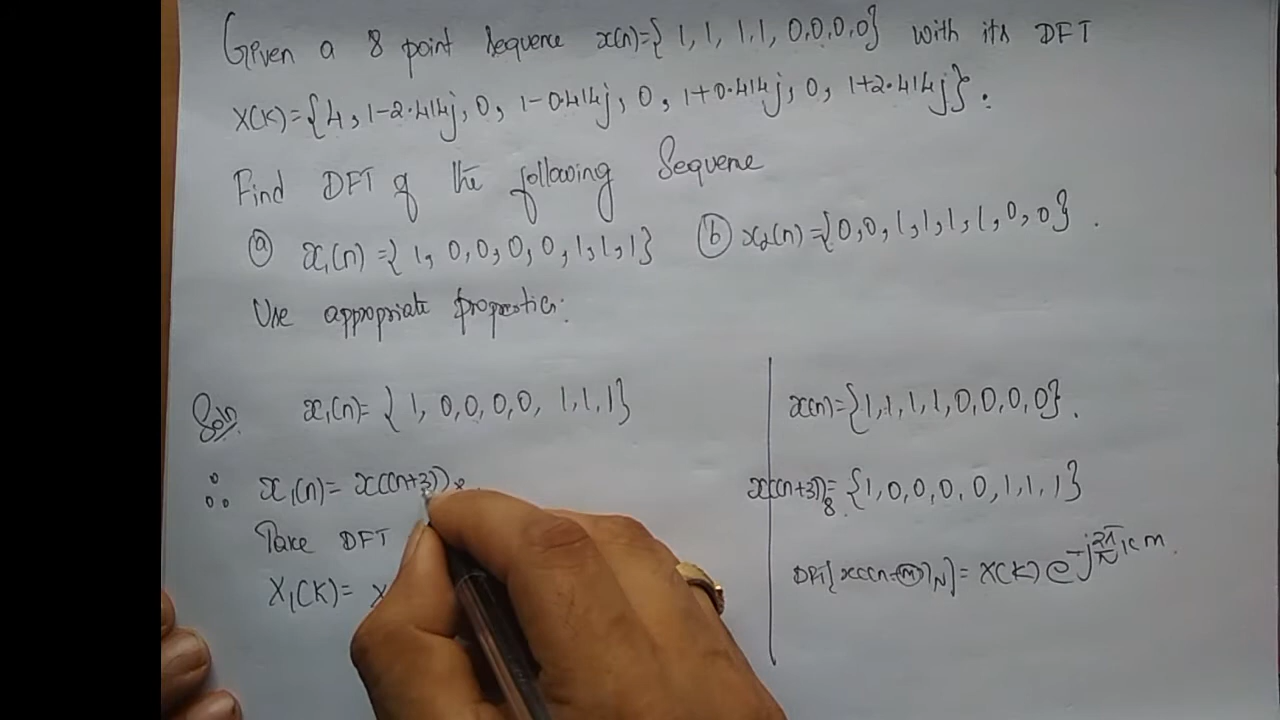 Given a 8 point Sequence x(n)={ 1, 1, 1, 1, 0, 0, 0, 0} with its DFT
X(K)={4, 1-2.414j, 0, 1-0.414j, 0, 1+0.414j, 0, 1+2.414j}.
Find DFT of the following Sequence
(a) x₁(n)={ 1, 0, 0, 0, 0, 1, 1, 1} (b) x₂(n)={0, 0, 1, 1, 1, 1, 0, 0}.
Use appropriate properties:
Soln x₁(n)= { 1, 0, 0, 0, 0, 1, 1, 1}
∴ x₁(n)= x((n+3))₈
Take DFT
X₁(K)= X
x(n)={1, 1, 1, 1, 0, 0, 0, 0}.
x((n+3))₈={1, 0, 0, 0, 0, 1, 1, 1}
DFT{x((n-m))N}= X(K) e^-j2π/N km.